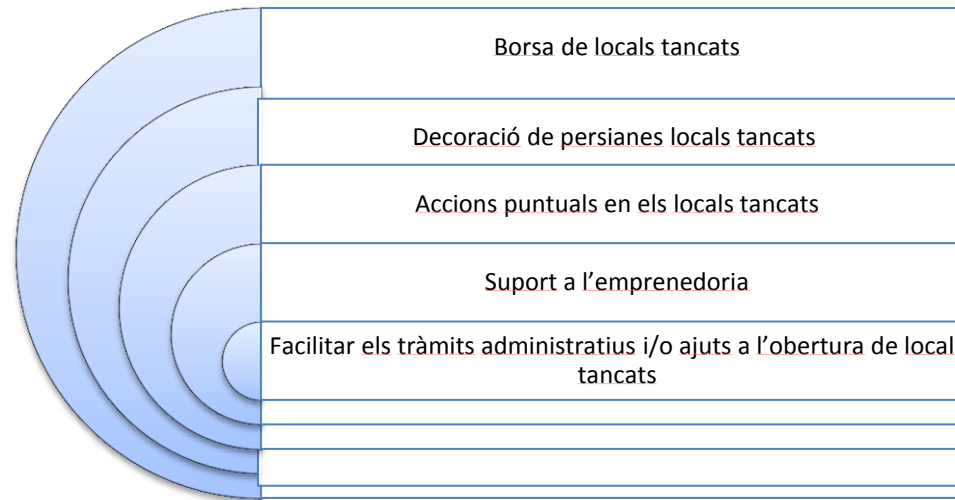 Borsa de locals tancats
Decoració de persianes locals tancats
Accions puntuals en els locals tancats
Suport a l’emprenedoria
Facilitar els tràmits administratius i/o ajuts a l’obertura de local
tancats